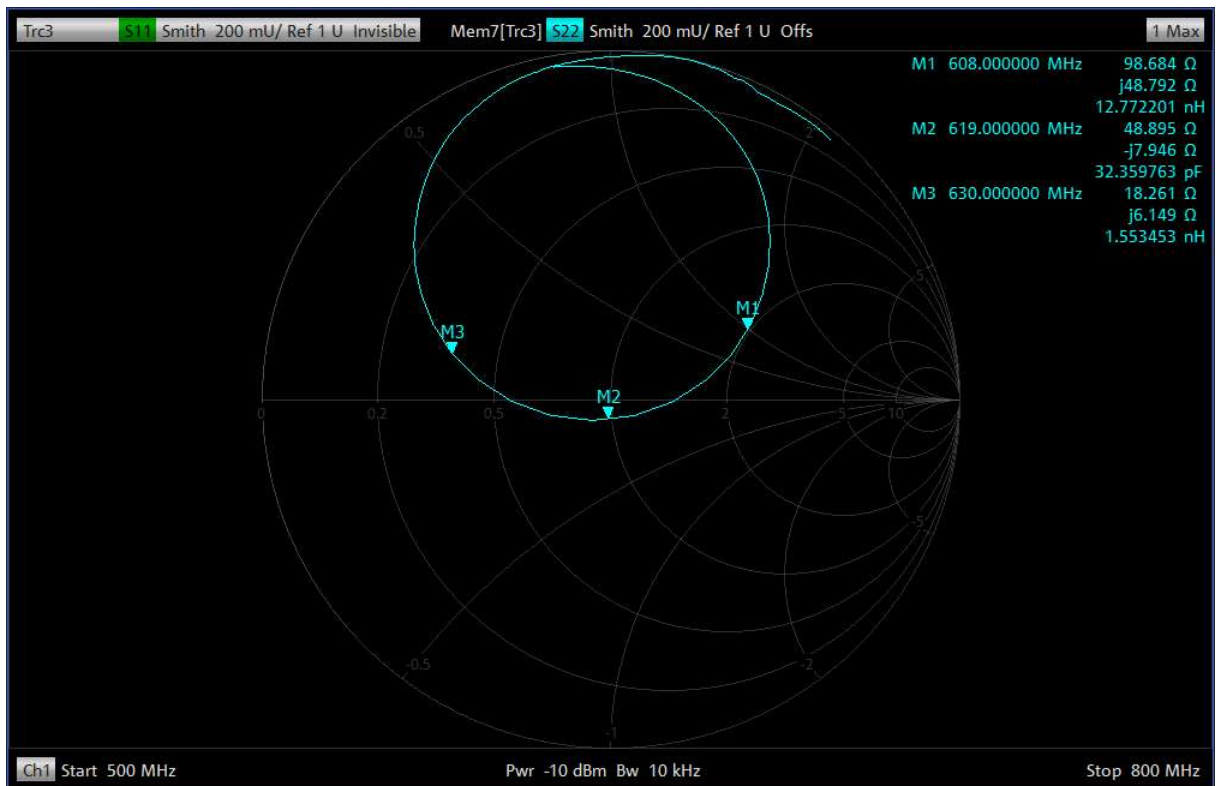 Trc3 S11 Smith 200 mU/ Ref 1 U Invisible Mem7[Trc3] S22 Smith 200 mU/ Ref 1 U Offs 1 Max
M1 608.000000 MHz 98.684 Ω
j48.792 Ω
12.772201 nH
M2 619.000000 MHz 48.895 Ω
-j7.946 Ω
32.359763 pF
M3 630.000000 MHz 18.261 Ω
j6.149 Ω
1.553453 nH
0.5 2
5
M1
M3
M2
0 0.2 0.5 2 5 10
-5
-0.5 -2
-1
Ch1 Start 500 MHz Pwr -10 dBm Bw 10 kHz Stop 800 MHz